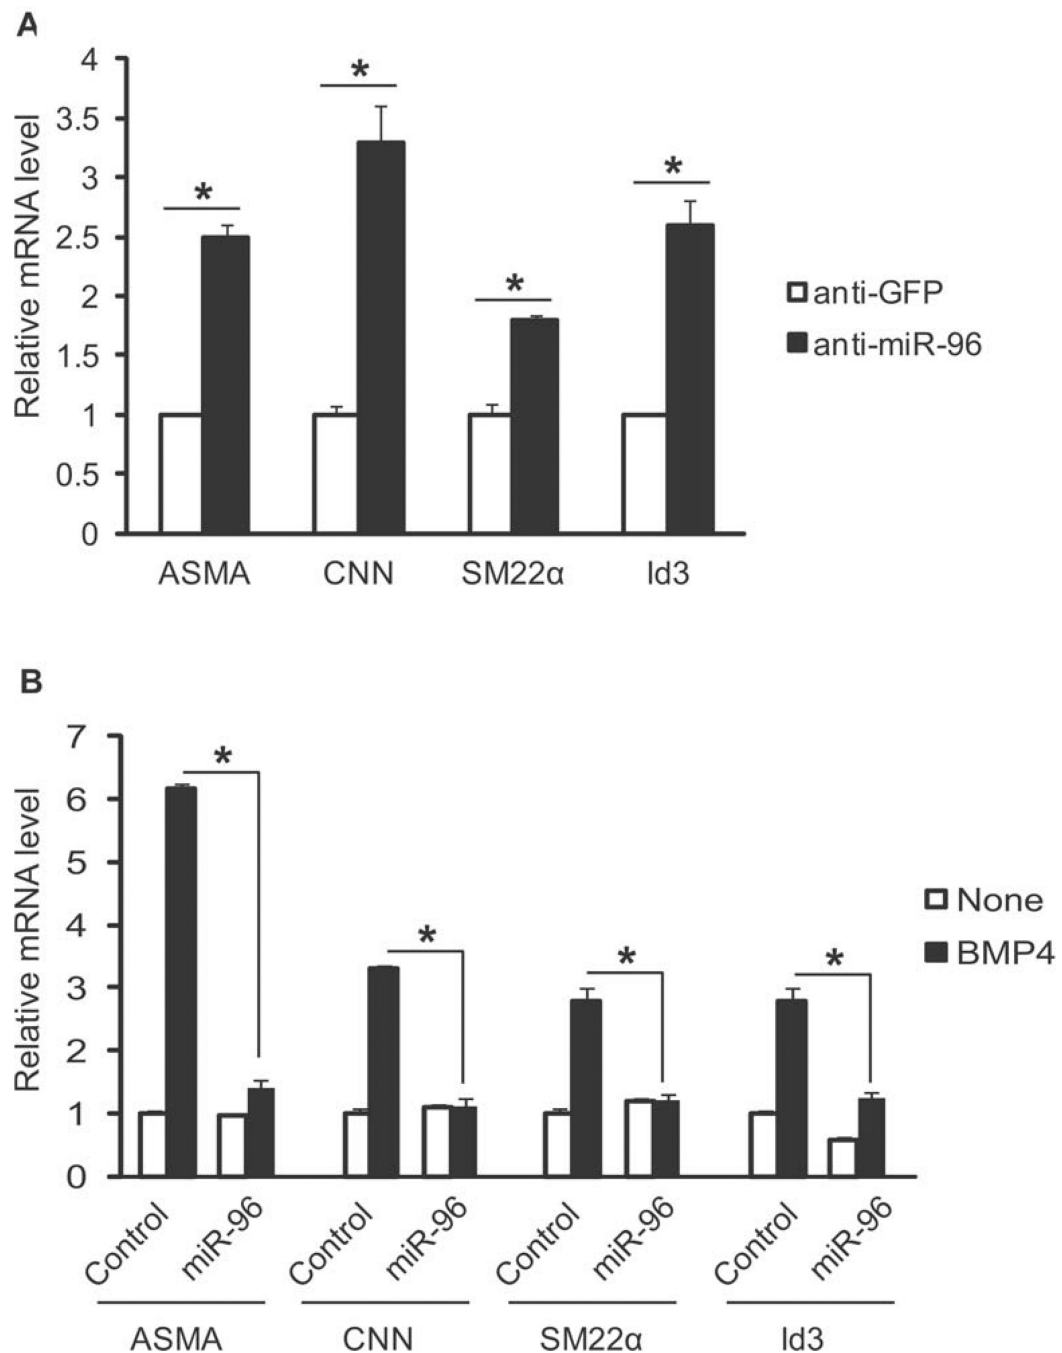 A
Relative mRNA level
4
3.5
3
2.5
2
1.5
1
0.5
0
*
*
*
*
anti-GFP
anti-miR-96
ASMA CNN SM22α Id3
B
Relative mRNA level
7
6
5
4
3
2
1
0
*
*
*
*
None
BMP4
Control miR-96 Control miR-96 Control miR-96 Control miR-96
ASMA CNN SM22α Id3